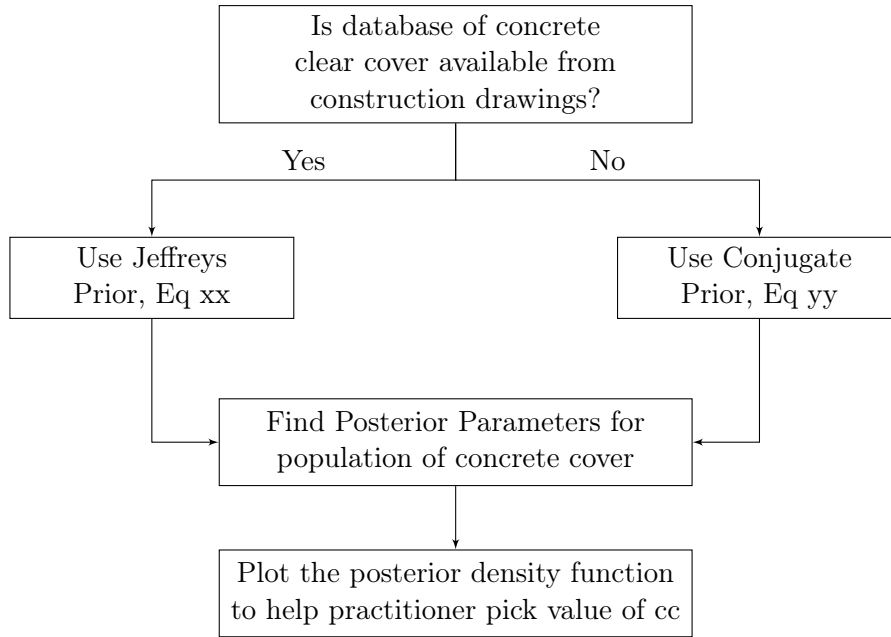 Is database of concrete
clear cover available from
construction drawings?
Yes
No
Use Jeffreys
Prior, Eq xx
Use Conjugate
Prior, Eq yy
Find Posterior Parameters for
population of concrete cover
Plot the posterior density function
to help practitioner pick value of cc